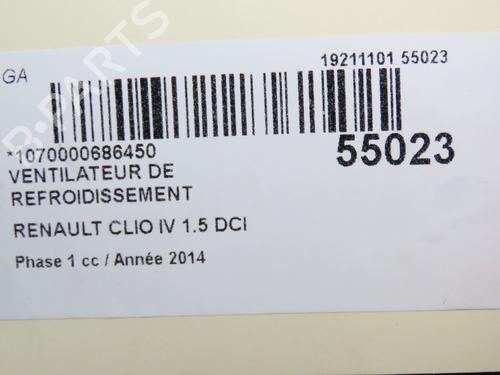 GA
19211101 55023
*1070000686450
55023
VENTILATEUR DE
REFROIDISSEMENT
RENAULT CLIO IV 1.5 DCI
Phase 1 cc / Année 2014